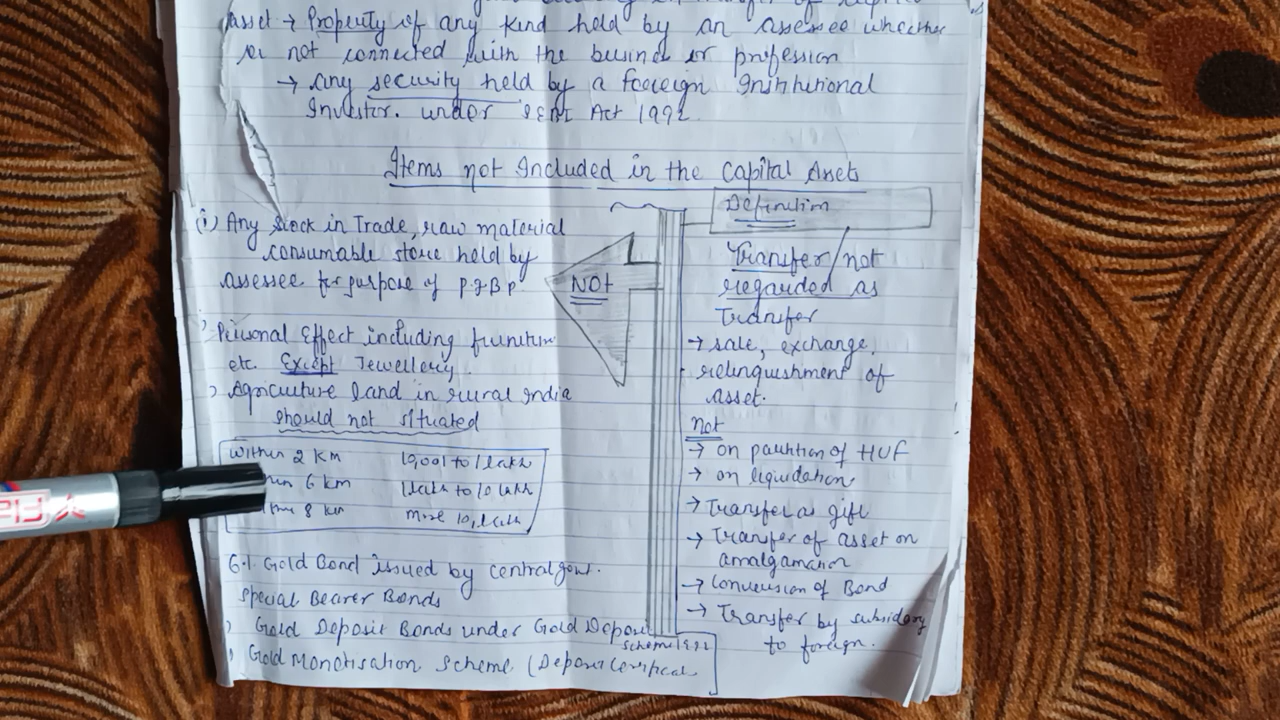 Asset → Property of any kind held by an assessee whether
or not connected with the business or profession
→ Any security held by a foreign Institutional
Investor. under SEBI Act 1992.
Items not Included in the Capital Asset
(i) Any stock in Trade, raw material
consumable store held by
assessee for purpose of P.G.B.P.
Personal Effect including furniture
etc. Except Jewellery.
Agriculture land in rural India
should not situated
Within 2 KM 10,001 to 1 lakh
6 km 1 lakh to 10 lakh
8 km More 10, lakh
6.1. Gold Bond issued by central govt.
Special Bearer Bonds
Gold Deposit Bonds under Gold Deposit
scheme
Gold Monetisation Scheme (Deposit Certificate
NOt
Definition
Transfer/not
regarded as
Transfer
→ sale, exchange,
relinquishment of
asset.
Not
→ on partition of HUF
→ on liquidation
→ Transfer as gift
→ Transfer of asset on
amalgamation
→ Conversion of Bond
→ Transfer by subsidary
to foreign.